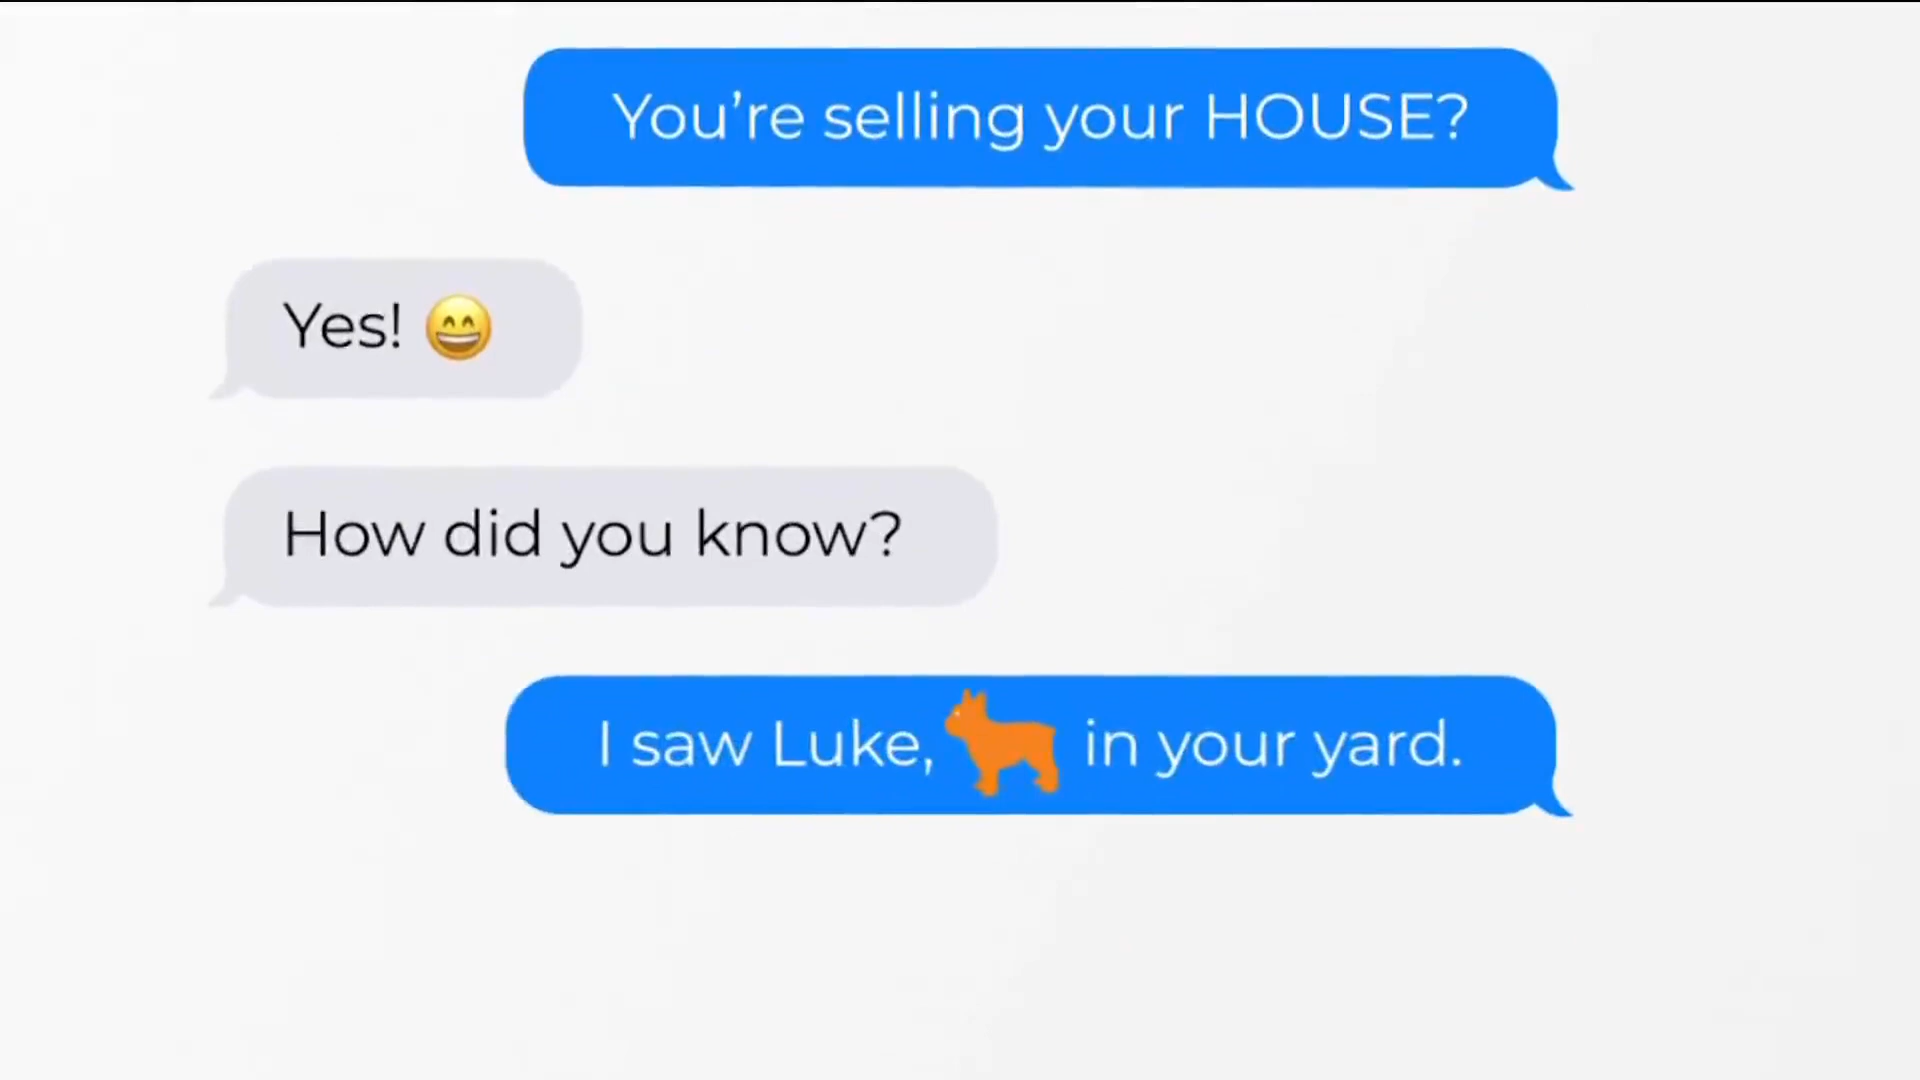 You’re selling your HOUSE?
Yes! 😄
How did you know?
I saw Luke, in your yard.